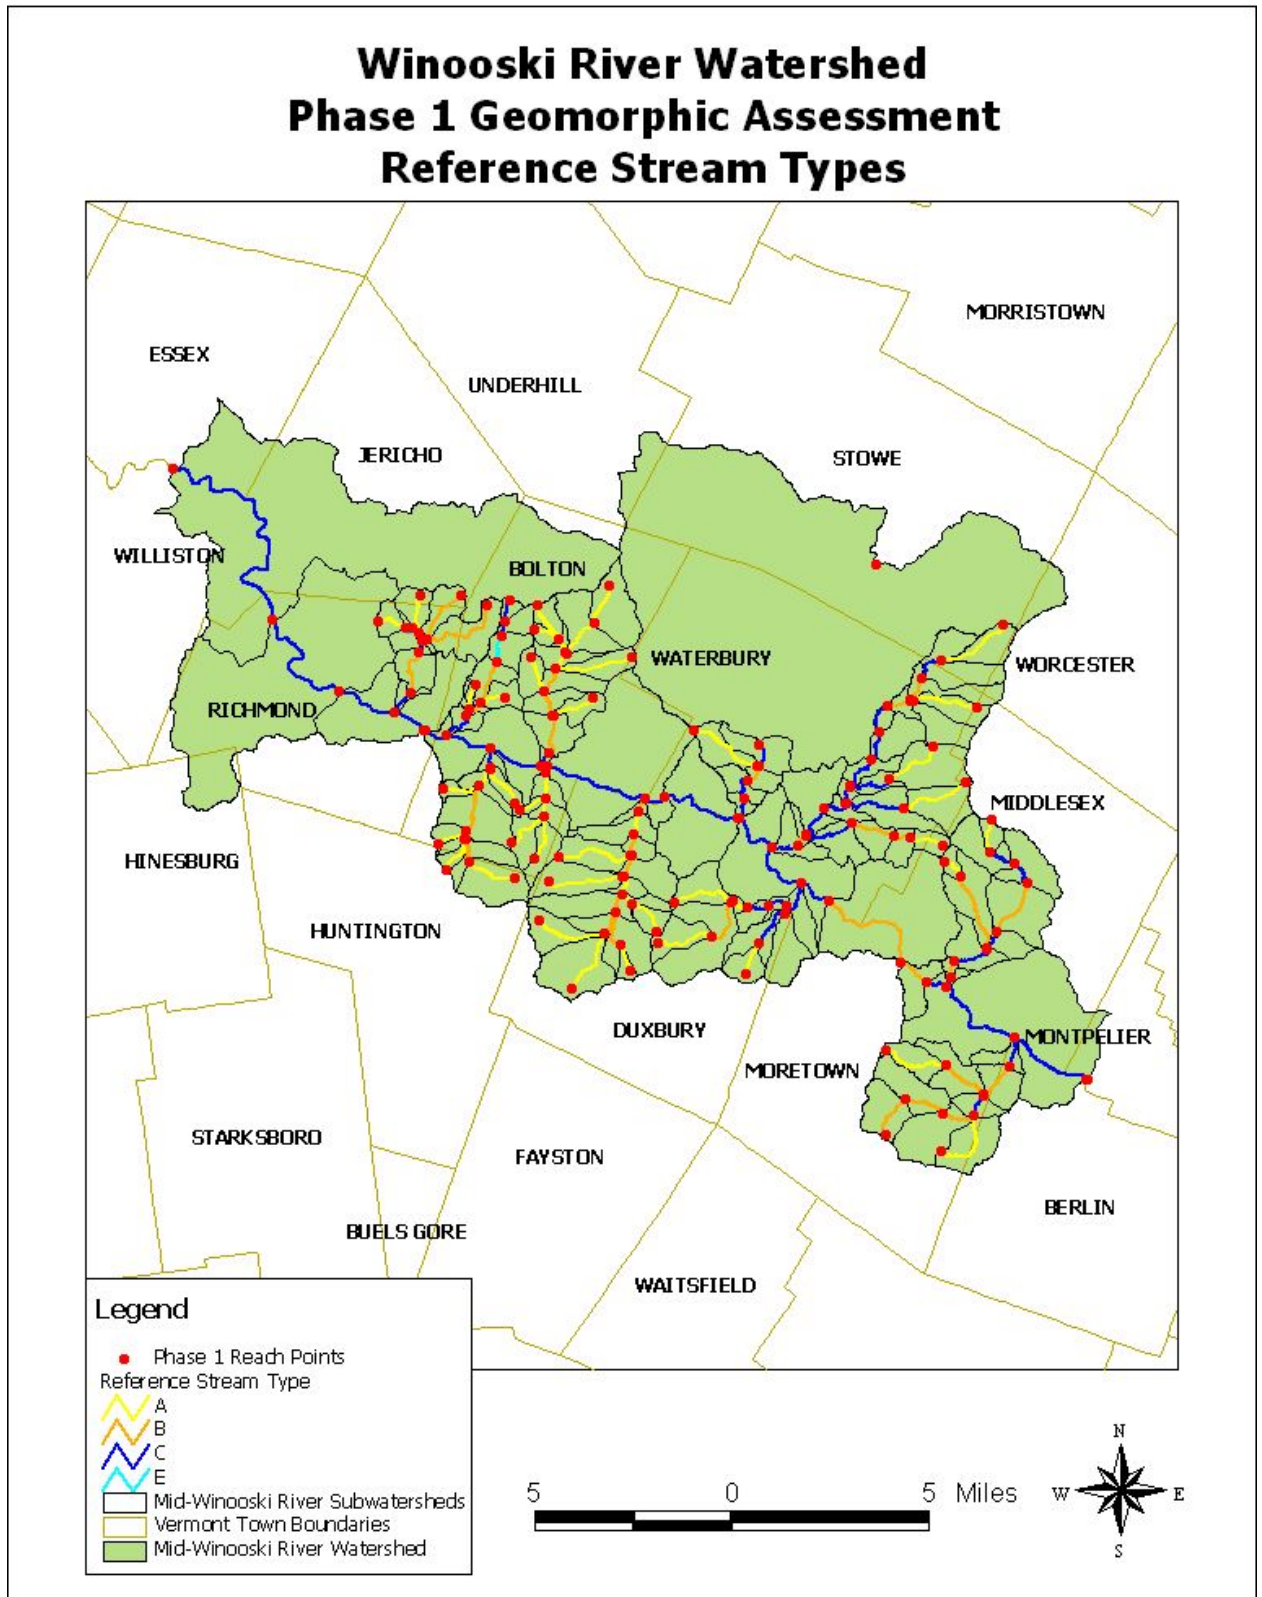 Winooski River Watershed
Phase 1 Geomorphic Assessment
Reference Stream Types
MORRISTOWN
ESSEX
UNDERHILL
JERICHO
STOWE
WILLISTON
BOLTON
WATERBURY
WORCESTER
RICHMOND
MIDDLESEX
HINESBURG
HUNTINGTON
DUXBURY
MONTPELIER
MORETOWN
STARKSBORO
FAYSTON
BERLIN
BUELS GORE
WAITSFIELD
Legend
Phase 1 Reach Points
Reference Stream Type
A
B
C
E
Mid-Winooski River Subwatersheds
Vermont Town Boundaries
Mid-Winooski River Watershed
5 0 5 Miles
N
W E
S